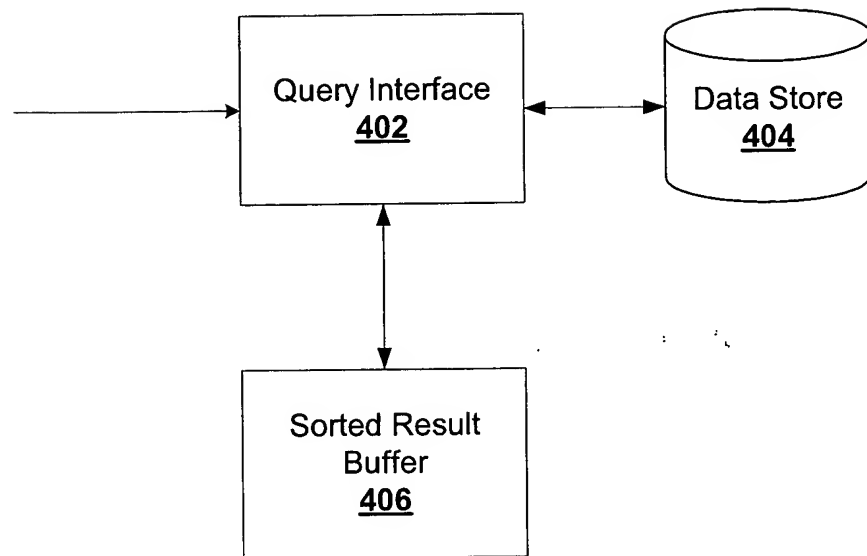 Query Interface
402
Data Store
404
Sorted Result
Buffer
406